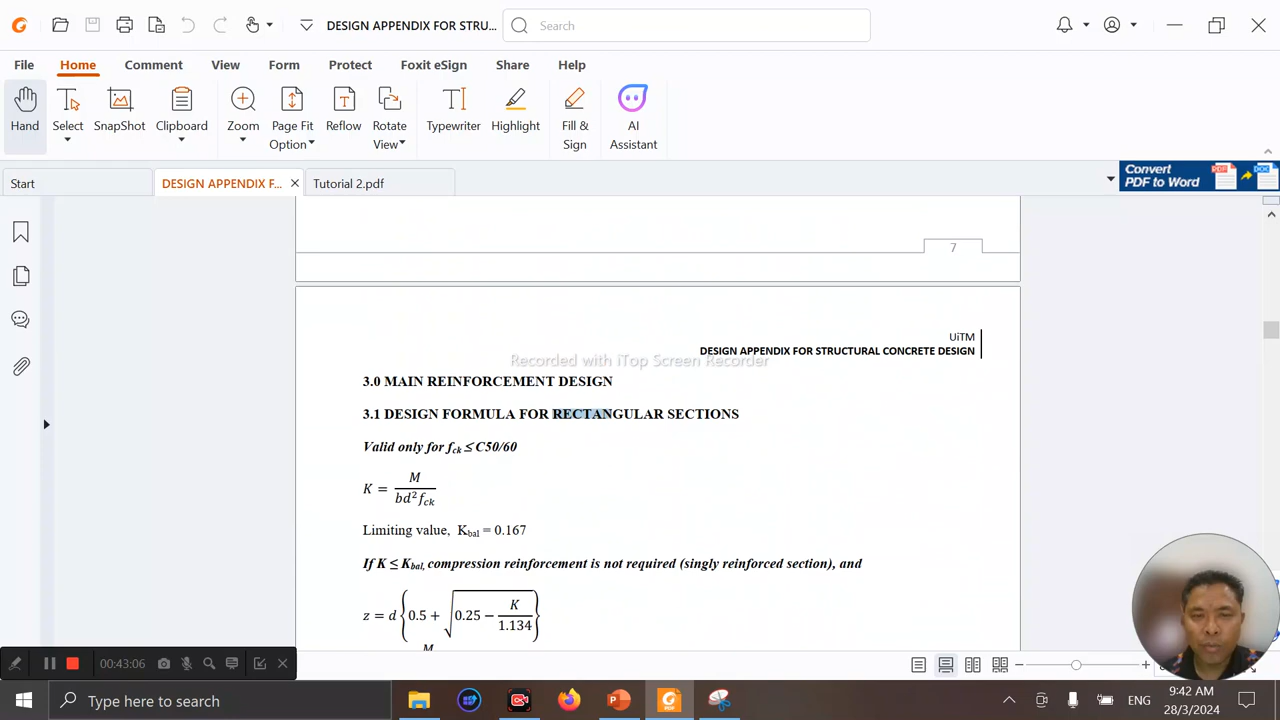 DESIGN APPENDIX FOR STRU...
Search
File
Home
Comment
View
Form
Protect
Foxit eSign
Share
Help
Hand
Select
SnapShot
Clipboard
Zoom
Page Fit
Option
Reflow
Rotate
View
Typewriter
Highlight
Fill &
Sign
AI
Assistant
Start
DESIGN APPENDIX F...
Tutorial 2.pdf
Convert
PDF to Word
7
UiTM
DESIGN APPENDIX FOR STRUCTURAL CONCRETE DESIGN
Recorded with iTop Screen Recorder
3.0 MAIN REINFORCEMENT DESIGN
3.1 DESIGN FORMULA FOR RECTANGULAR SECTIONS
Valid only for fck ≤ C50/60
K = M / bd²fck
Limiting value, Kbal = 0.167
If K ≤ Kbal, compression reinforcement is not required (singly reinforced section), and
z = d {0.5 + √(0.25 − K / 1.134)}
M
00:43:06
Type here to search
ENG
9:42 AM
28/3/2024